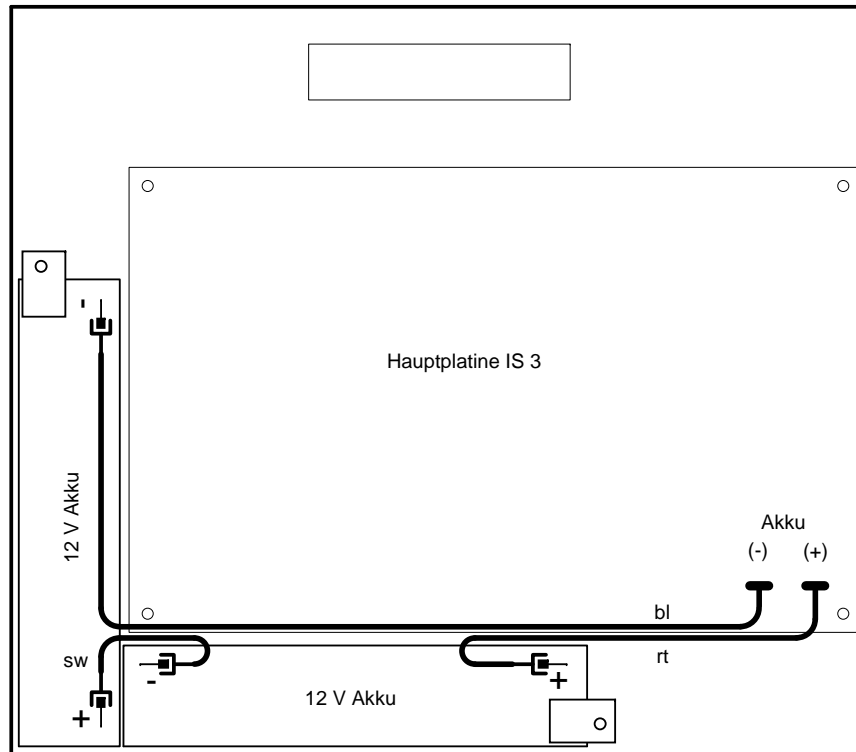 -
Hauptplatine IS 3
12 V Akku
Akku
(-) (+)
bl
sw
rt
-
+
+
12 V Akku